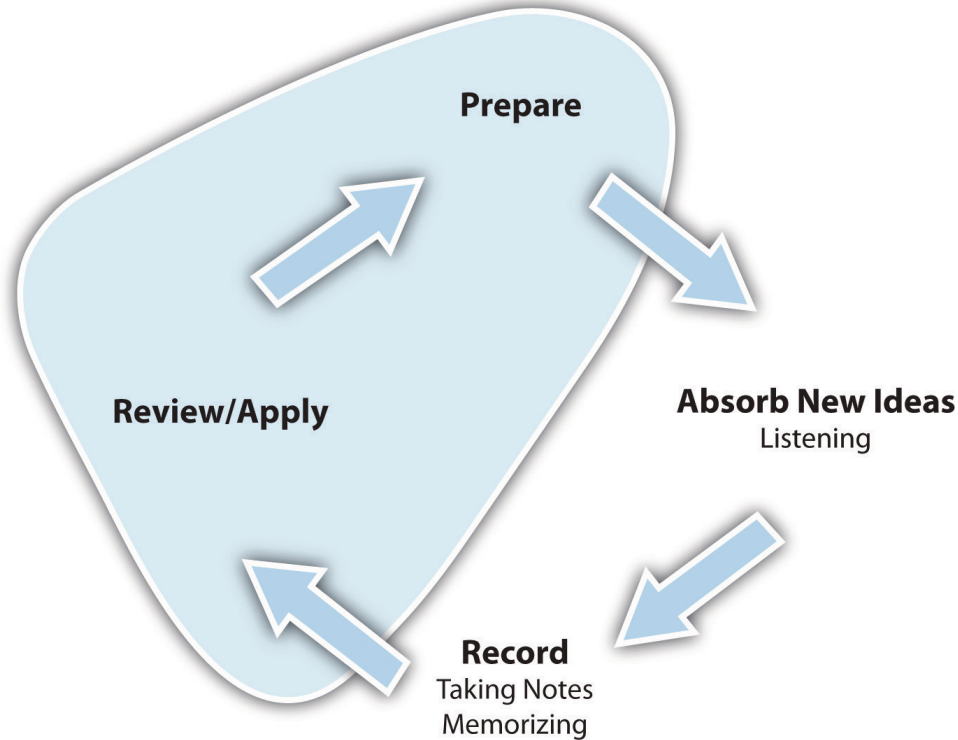 Prepare
Absorb New Ideas
Listening
Record
Taking Notes
Memorizing
Review/Apply